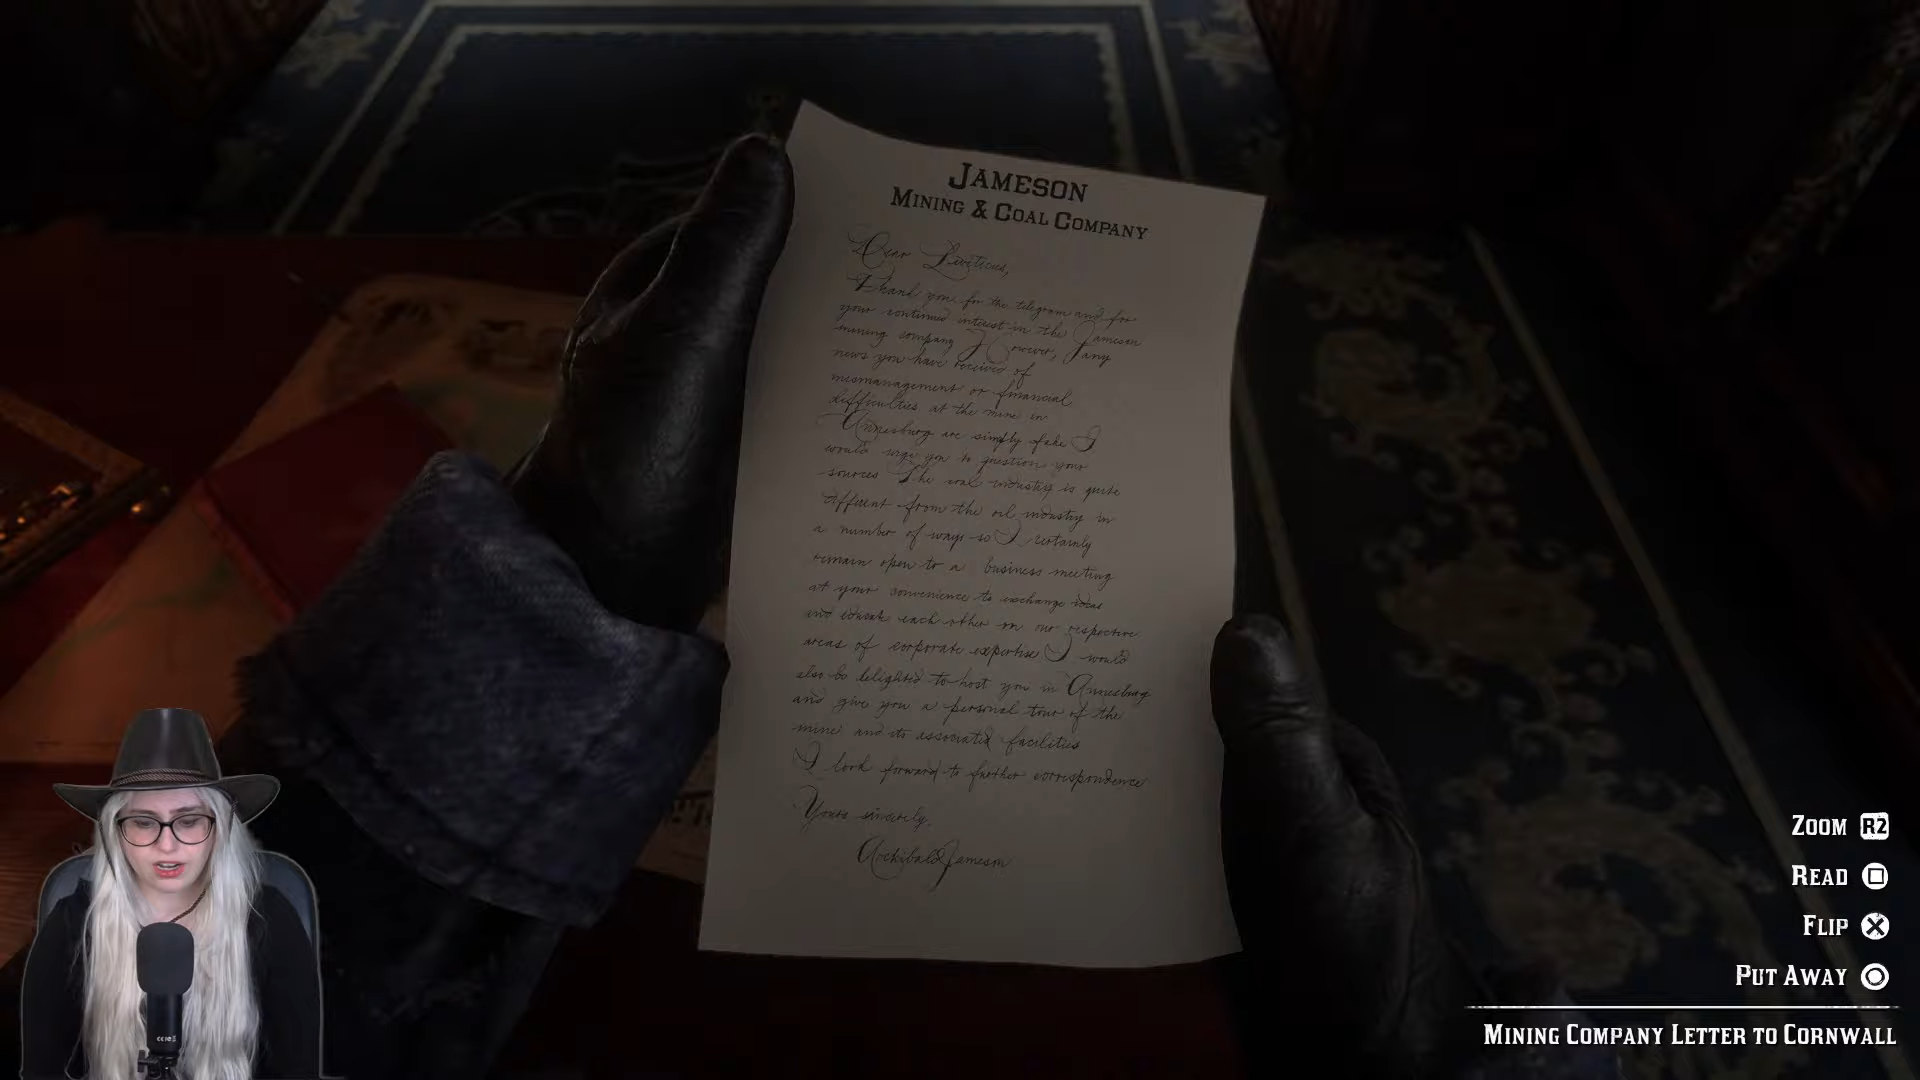 JAMESON
MINING & COAL COMPANY
Dear Leviticus,
Thank you for the telegram and for
your continued interest in the Jameson
mining company However, any
news you have received of
mismanagement or financial
difficulties at the mine in
Annesburg are simply fake I
would urge you to question your
sources The coal industry is quite
different from the oil industry in
a number of ways so I certainly
remain open to a business meeting
at your convenience to exchange ideas
and educate each other on our respective
areas of corporate expertise I would
also be delighted to host you in Annesburg
and give you a personal tour of the
mine and its associated facilities
I look forward to further correspondence
Yours sincerely,
Archibald Jameson
ZOOM R2
READ
FLIP
PUT AWAY
MINING COMPANY LETTER TO CORNWALL